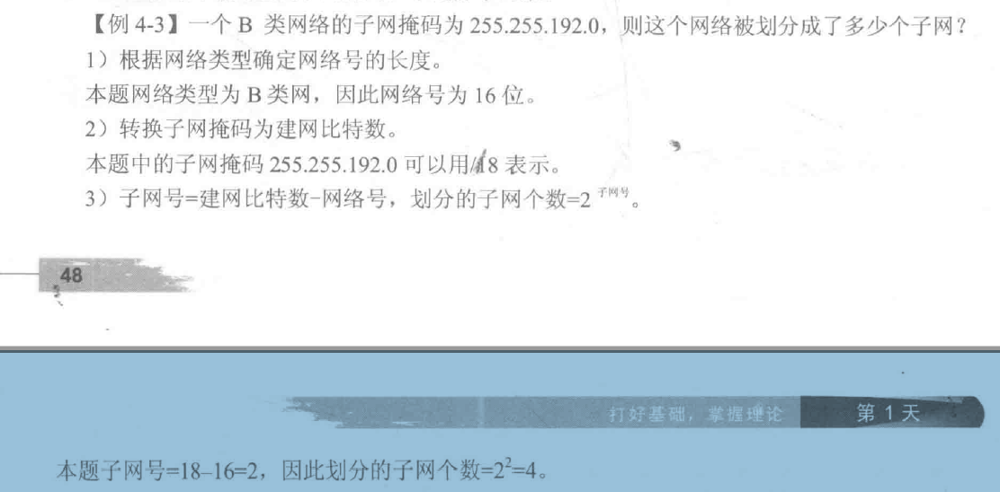 【例 4-3】一个 B 类网络的子网掩码为 255.255.192.0，则这个网络被划分成了多少个子网？
1）根据网络类型确定网络号的长度。
本题网络类型为 B 类网，因此网络号为 16 位。
2）转换子网掩码为建网比特数。
本题中的子网掩码 255.255.192.0 可以用/18 表示。
3）子网号=建网比特数-网络号，划分的子网个数=2^子网号。
48
打好基础，掌握理论 第 1 天
本题子网号=18–16=2，因此划分的子网个数=2²=4。